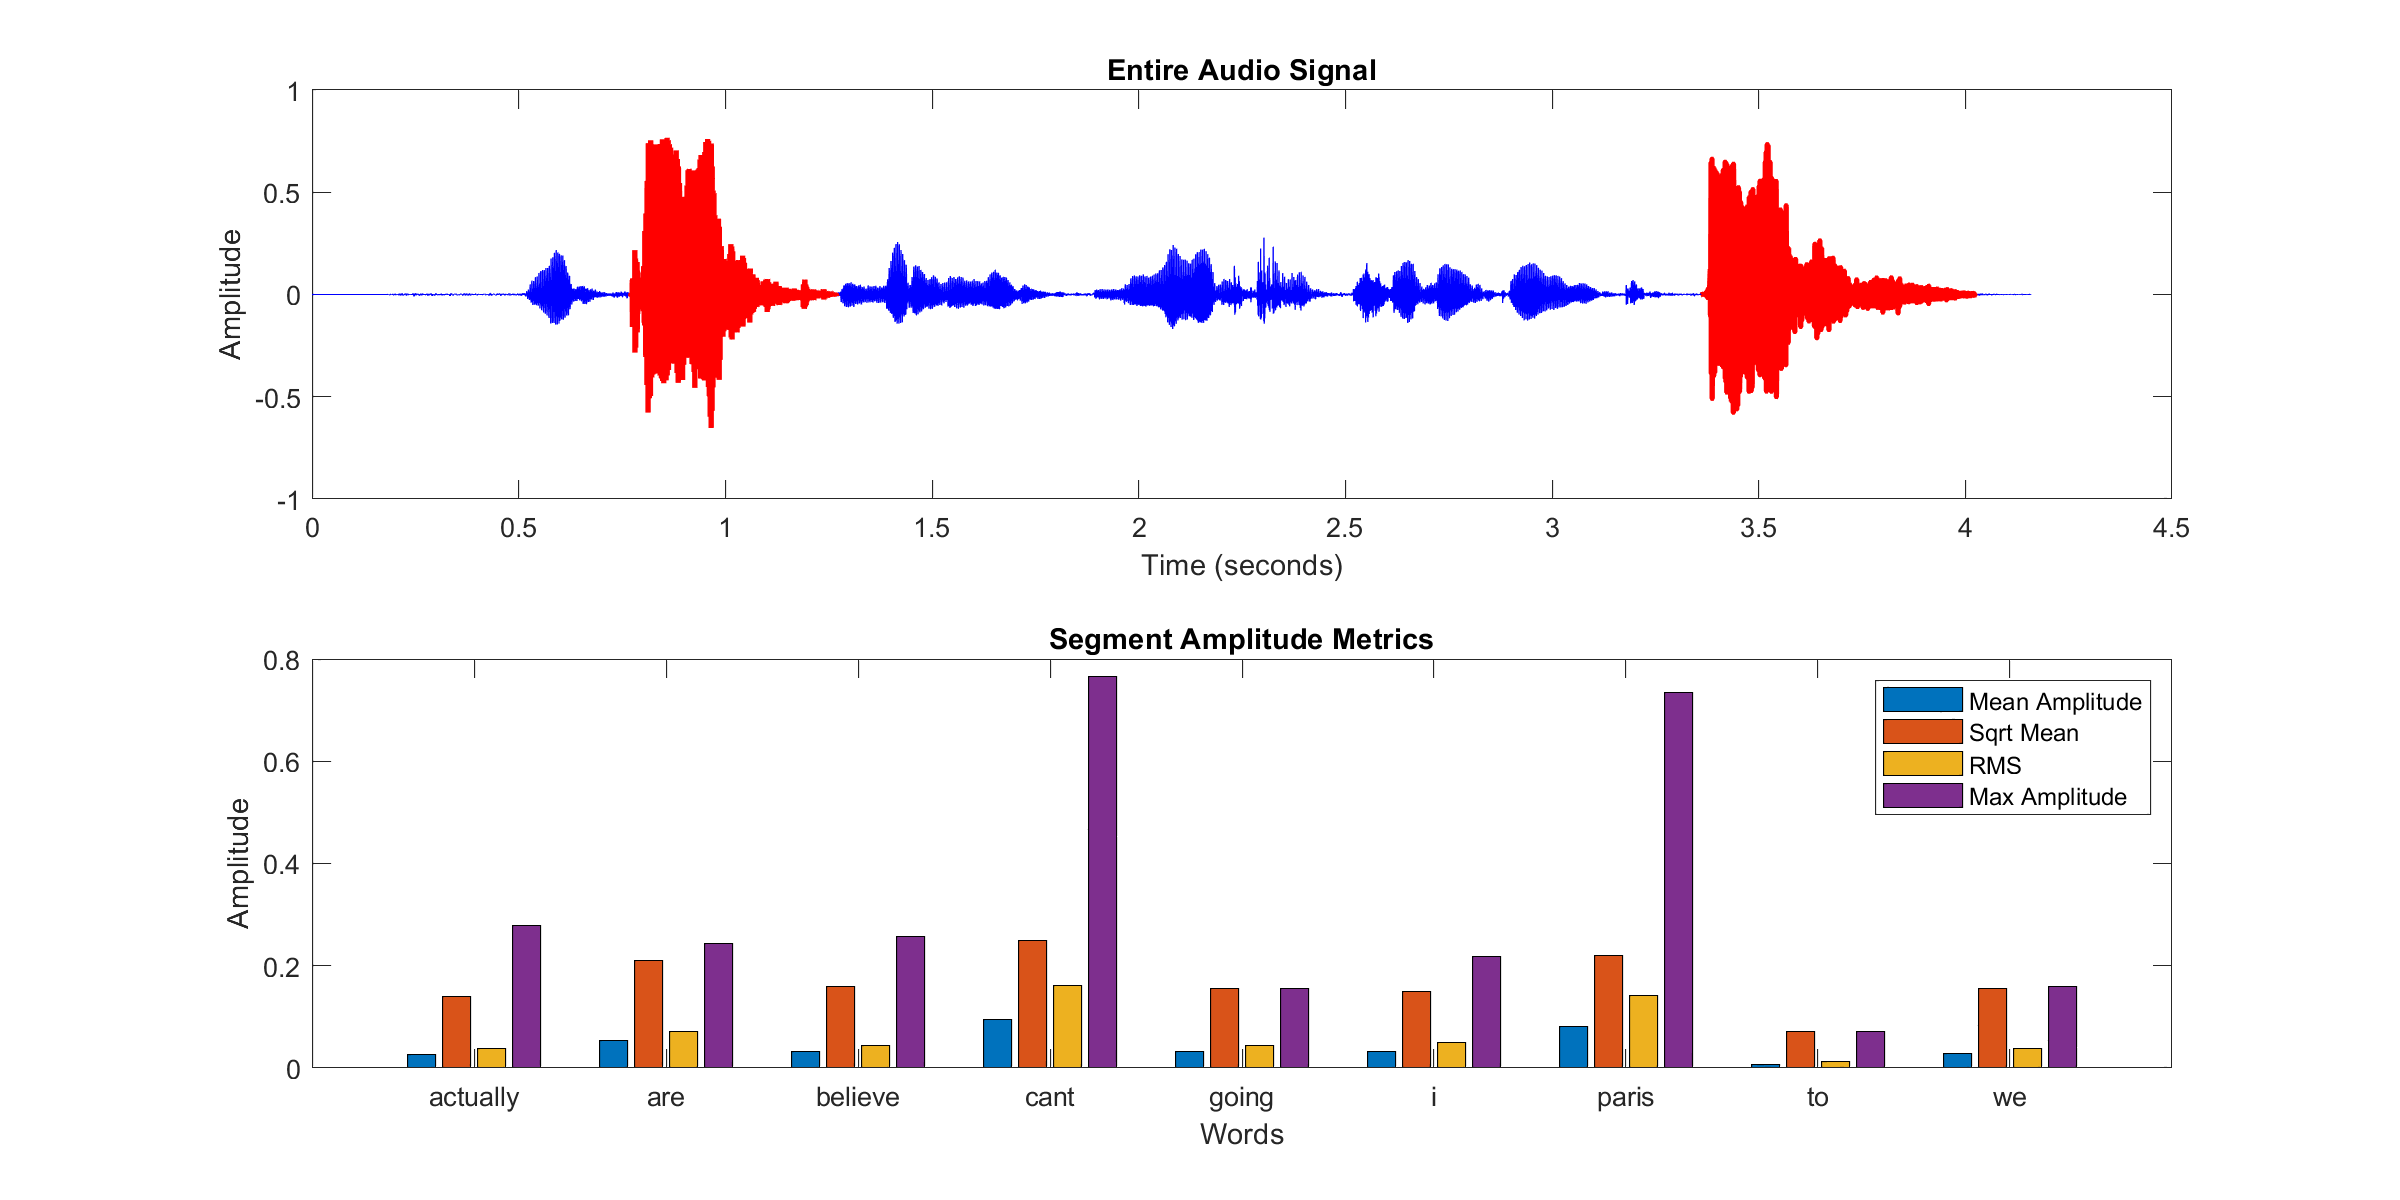 Entire Audio Signal
1
0.5
0
-0.5
-1
Amplitude
0 0.5 1 1.5 2 2.5 3 3.5 4 4.5
Time (seconds)
Segment Amplitude Metrics
0.8
0.6
0.4
0.2
0
Amplitude
Mean Amplitude
Sqrt Mean
RMS
Max Amplitude
actually are believe cant going i paris to we
Words